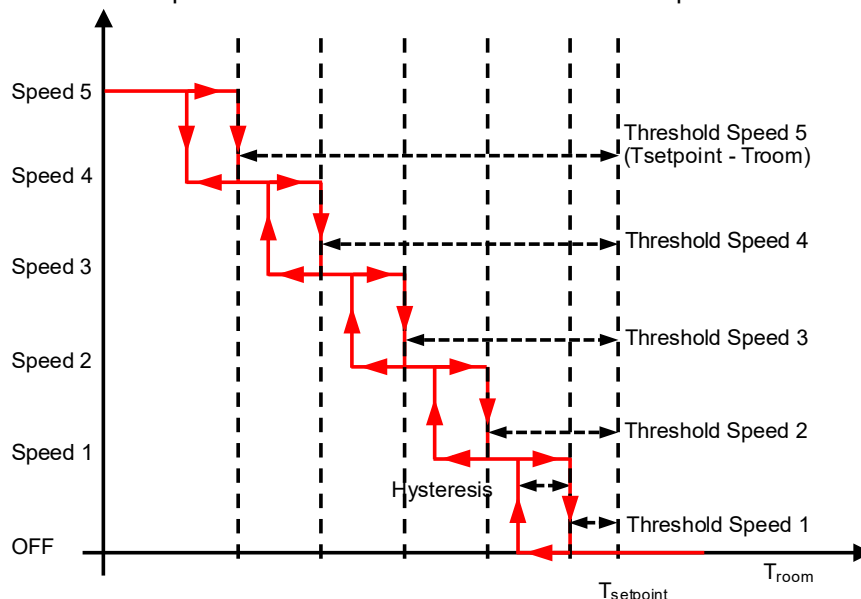 Speed 5
Threshold Speed 5
(Tsetpoint - Troom)
Speed 4
Threshold Speed 4
Speed 3
Threshold Speed 3
Speed 2
Threshold Speed 2
Speed 1
Hysteresis
Threshold Speed 1
OFF
Troom
Tsetpoint